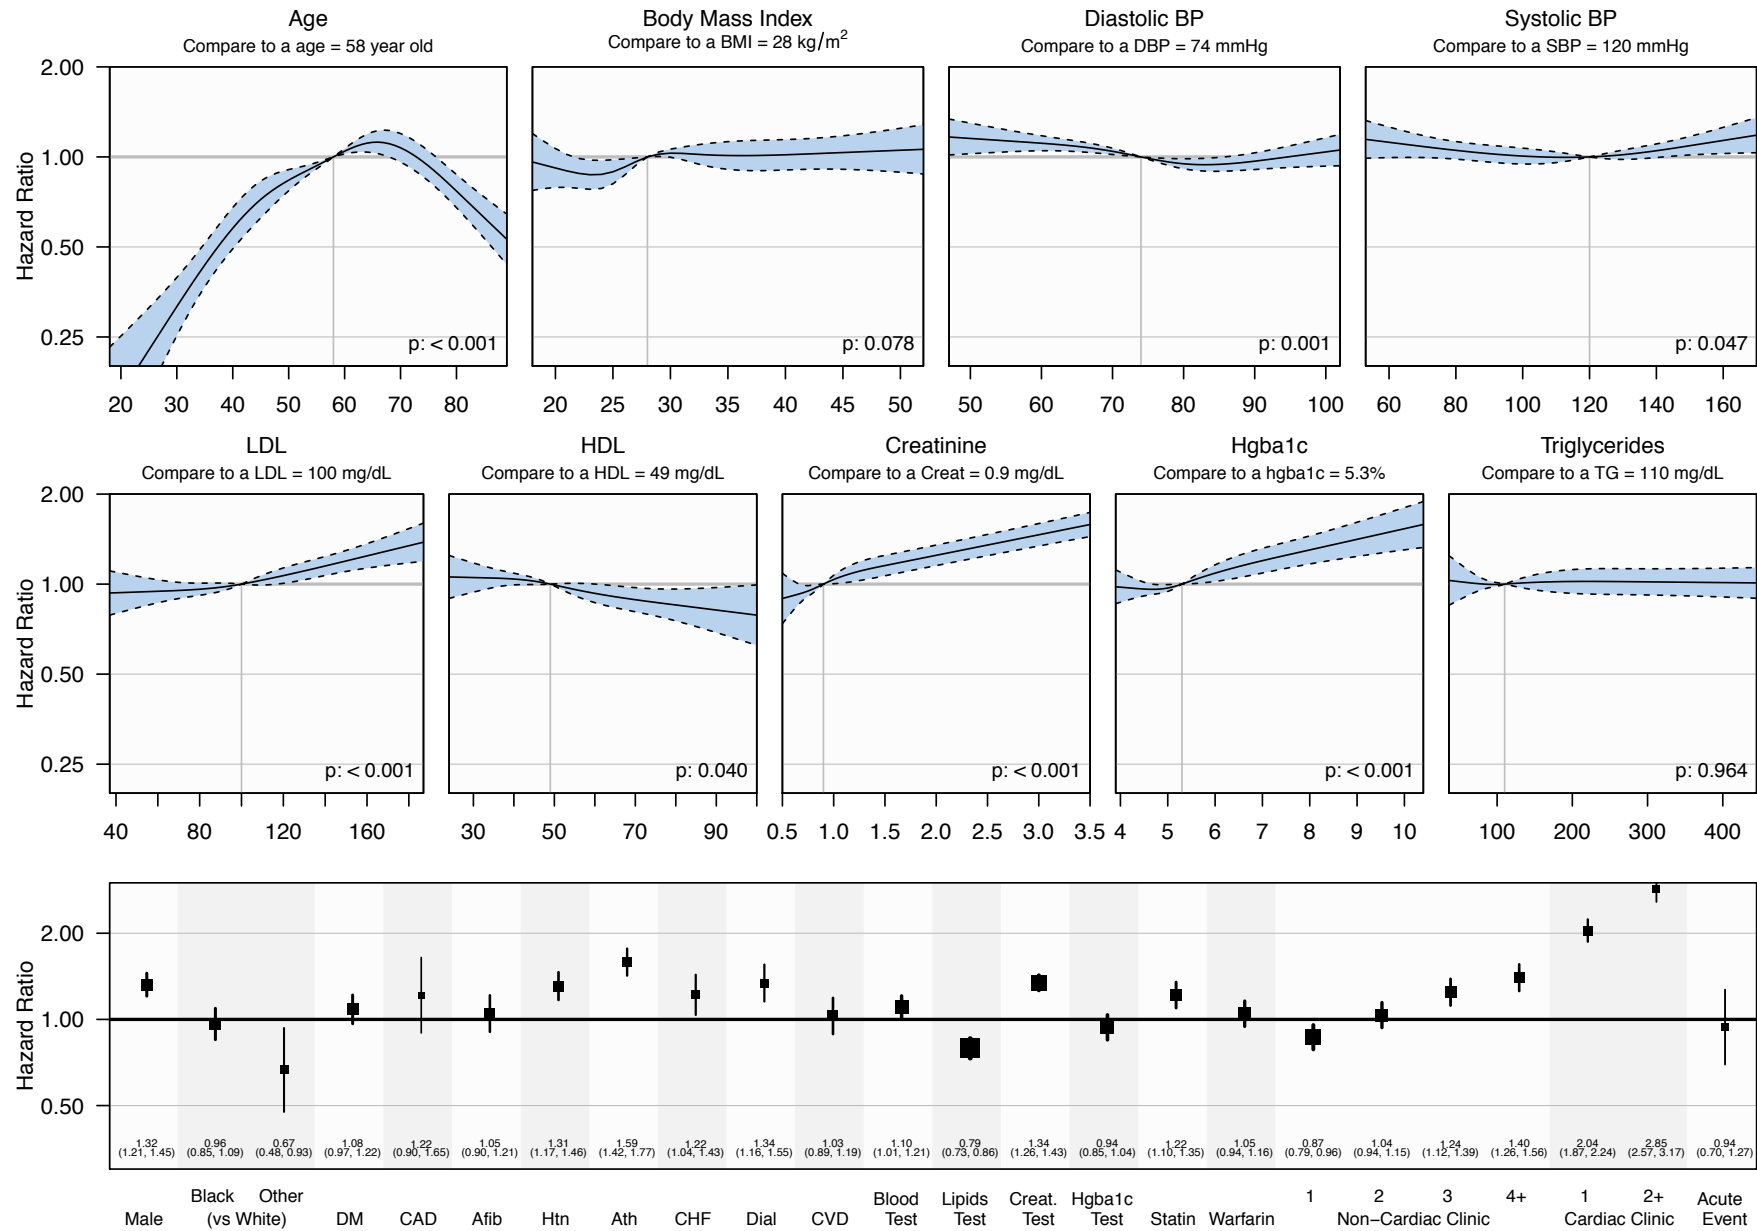 Age
Compare to a age = 58 year old
Body Mass Index
Compare to a BMI = 28 kg/m²
Diastolic BP
Compare to a DBP = 74 mmHg
Systolic BP
Compare to a SBP = 120 mmHg
Hazard Ratio
2.00
1.00
0.50
0.25
p: < 0.001
p: 0.078
p: 0.001
p: 0.047
20 30 40 50 60 70 80
20 25 30 35 40 45 50
50 60 70 80 90 100
60 80 100 120 140 160
LDL
Compare to a LDL = 100 mg/dL
HDL
Compare to a HDL = 49 mg/dL
Creatinine
Compare to a Creat = 0.9 mg/dL
Hgba1c
Compare to a hgba1c = 5.3%
Triglycerides
Compare to a TG = 110 mg/dL
Hazard Ratio
2.00
1.00
0.50
0.25
p: < 0.001
p: 0.040
p: < 0.001
p: < 0.001
p: 0.964
40 80 120 160
30 50 70 90
0.5 1.0 1.5 2.0 2.5 3.0 3.5
4 5 6 7 8 9 10
100 200 300 400
Hazard Ratio
2.00
1.00
0.50
1.32 0.96 0.67 1.08 1.22 1.05 1.31 1.59 1.22 1.34 1.03 1.10 0.79 1.34 0.94 1.22 1.05 0.87 1.04 1.24 1.40 2.04 2.85 0.94
(1.21, 1.45) (0.85, 1.09) (0.48, 0.93) (0.97, 1.22) (0.90, 1.65) (0.90, 1.21) (1.17, 1.46) (1.42, 1.77) (1.04, 1.43) (1.16, 1.55) (0.89, 1.19) (1.01, 1.21) (0.73, 0.86) (1.26, 1.43) (0.85, 1.04) (1.10, 1.35) (0.94, 1.16) (0.79, 0.96) (0.94, 1.15) (1.12, 1.39) (1.26, 1.56) (1.87, 2.24) (2.57, 3.17) (0.70, 1.27)
Black Other Blood Lipids Creat. Hgba1c 1 2 3 4+ 1 2+ Acute
Male (vs White) DM CAD Afib Htn Ath CHF Dial CVD Test Test Test Test Statin Warfarin Non−Cardiac Clinic Cardiac Clinic Event